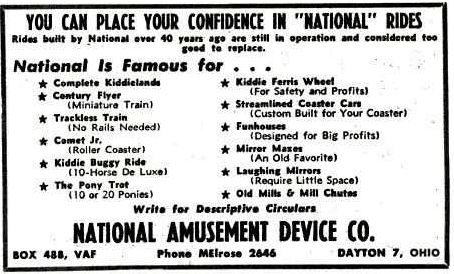 YOU CAN PLACE YOUR CONFIDENCE IN "NATIONAL" RIDES
Rides built by National over 40 years ago are still in operation and considered too
good to replace.
National Is Famous for . . .
★ Complete Kiddielands
★ Century Flyer
(Miniature Train)
★ Trackless Train
(No Rails Needed)
★ Comet Jr.
(Roller Coaster)
★ Kiddie Buggy Ride
(10-Horse De Luxe)
★ The Pony Trot
(10 or 20 Ponies)
★ Kiddie Ferris Wheel
(For Safety and Profits)
★ Streamlined Coaster Cars
(Custom Built for Your Coaster)
★ Funhouses
(Designed for Big Profits)
★ Mirror Mazes
(An Old Favorite)
★ Laughing Mirrors
(Require Little Space)
★ Old Mills & Mill Chutes
Write for Descriptive Circulars
NATIONAL AMUSEMENT DEVICE CO.
BOX 488, VAF Phone MElrose 2646 DAYTON 7, OHIO